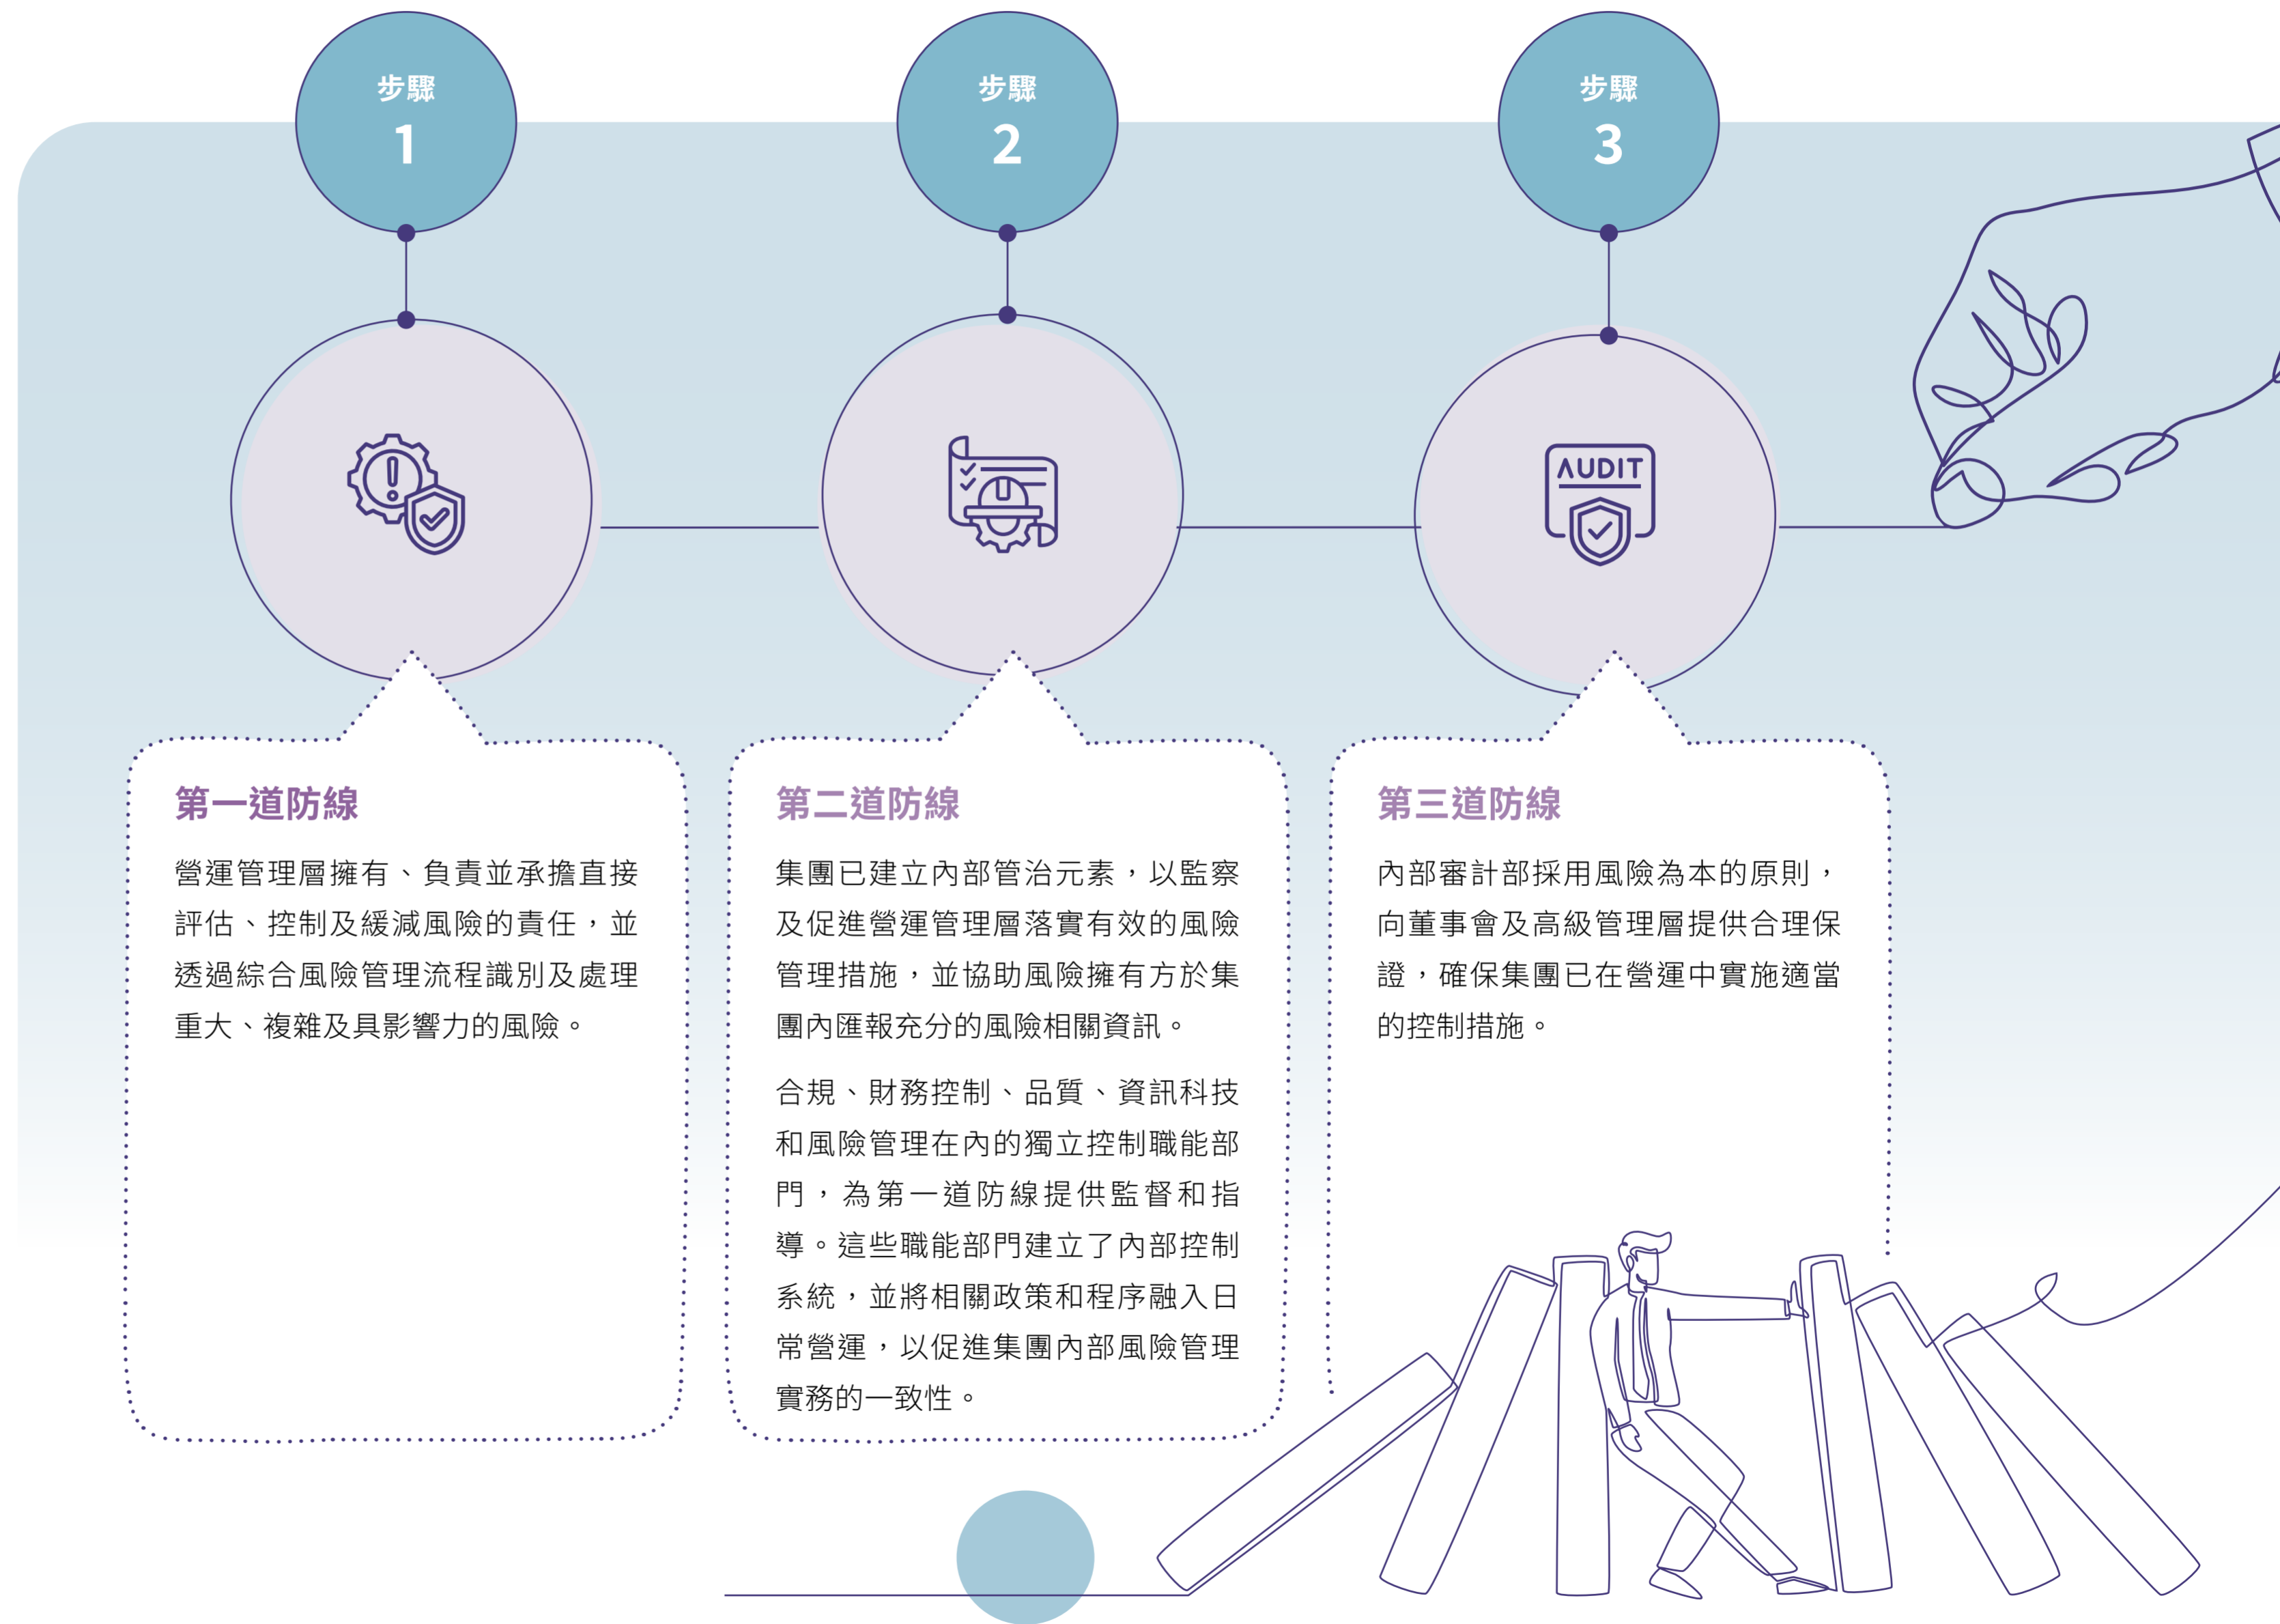 步驟
1
步驟
2
步驟
3
AUDIT
第一道防線
營運管理層擁有、負責並承擔直接
評估、控制及緩減風險的責任，並
透過綜合風險管理流程識別及處理
重大、複雜及具影響力的風險。
第二道防線
集團已建立內部管治元素，以監察
及促進營運管理層落實有效的風險
管理措施，並協助風險擁有方於集
團內匯報充分的風險相關資訊。
合規、財務控制、品質、資訊科技
和風險管理在內的獨立控制職能部
門，為第一道防線提供監督和指
導。這些職能部門建立了內部控制
系統，並將相關政策和程序融入日
常營運，以促進集團內部風險管理
實務的一致性。
第三道防線
內部審計部採用風險為本的原則，
向董事會及高級管理層提供合理保
證，確保集團已在營運中實施適當
的控制措施。